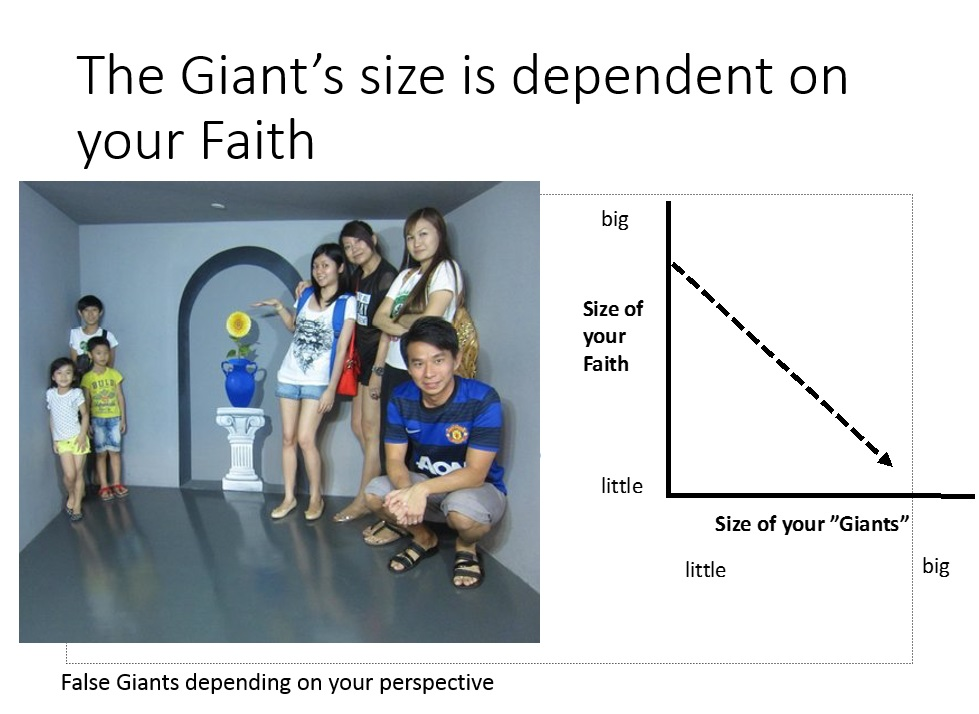 The Giant’s size is dependent on
your Faith
big
Size of
your
Faith
little
Size of your ”Giants”
little
big
AON
False Giants depending on your perspective